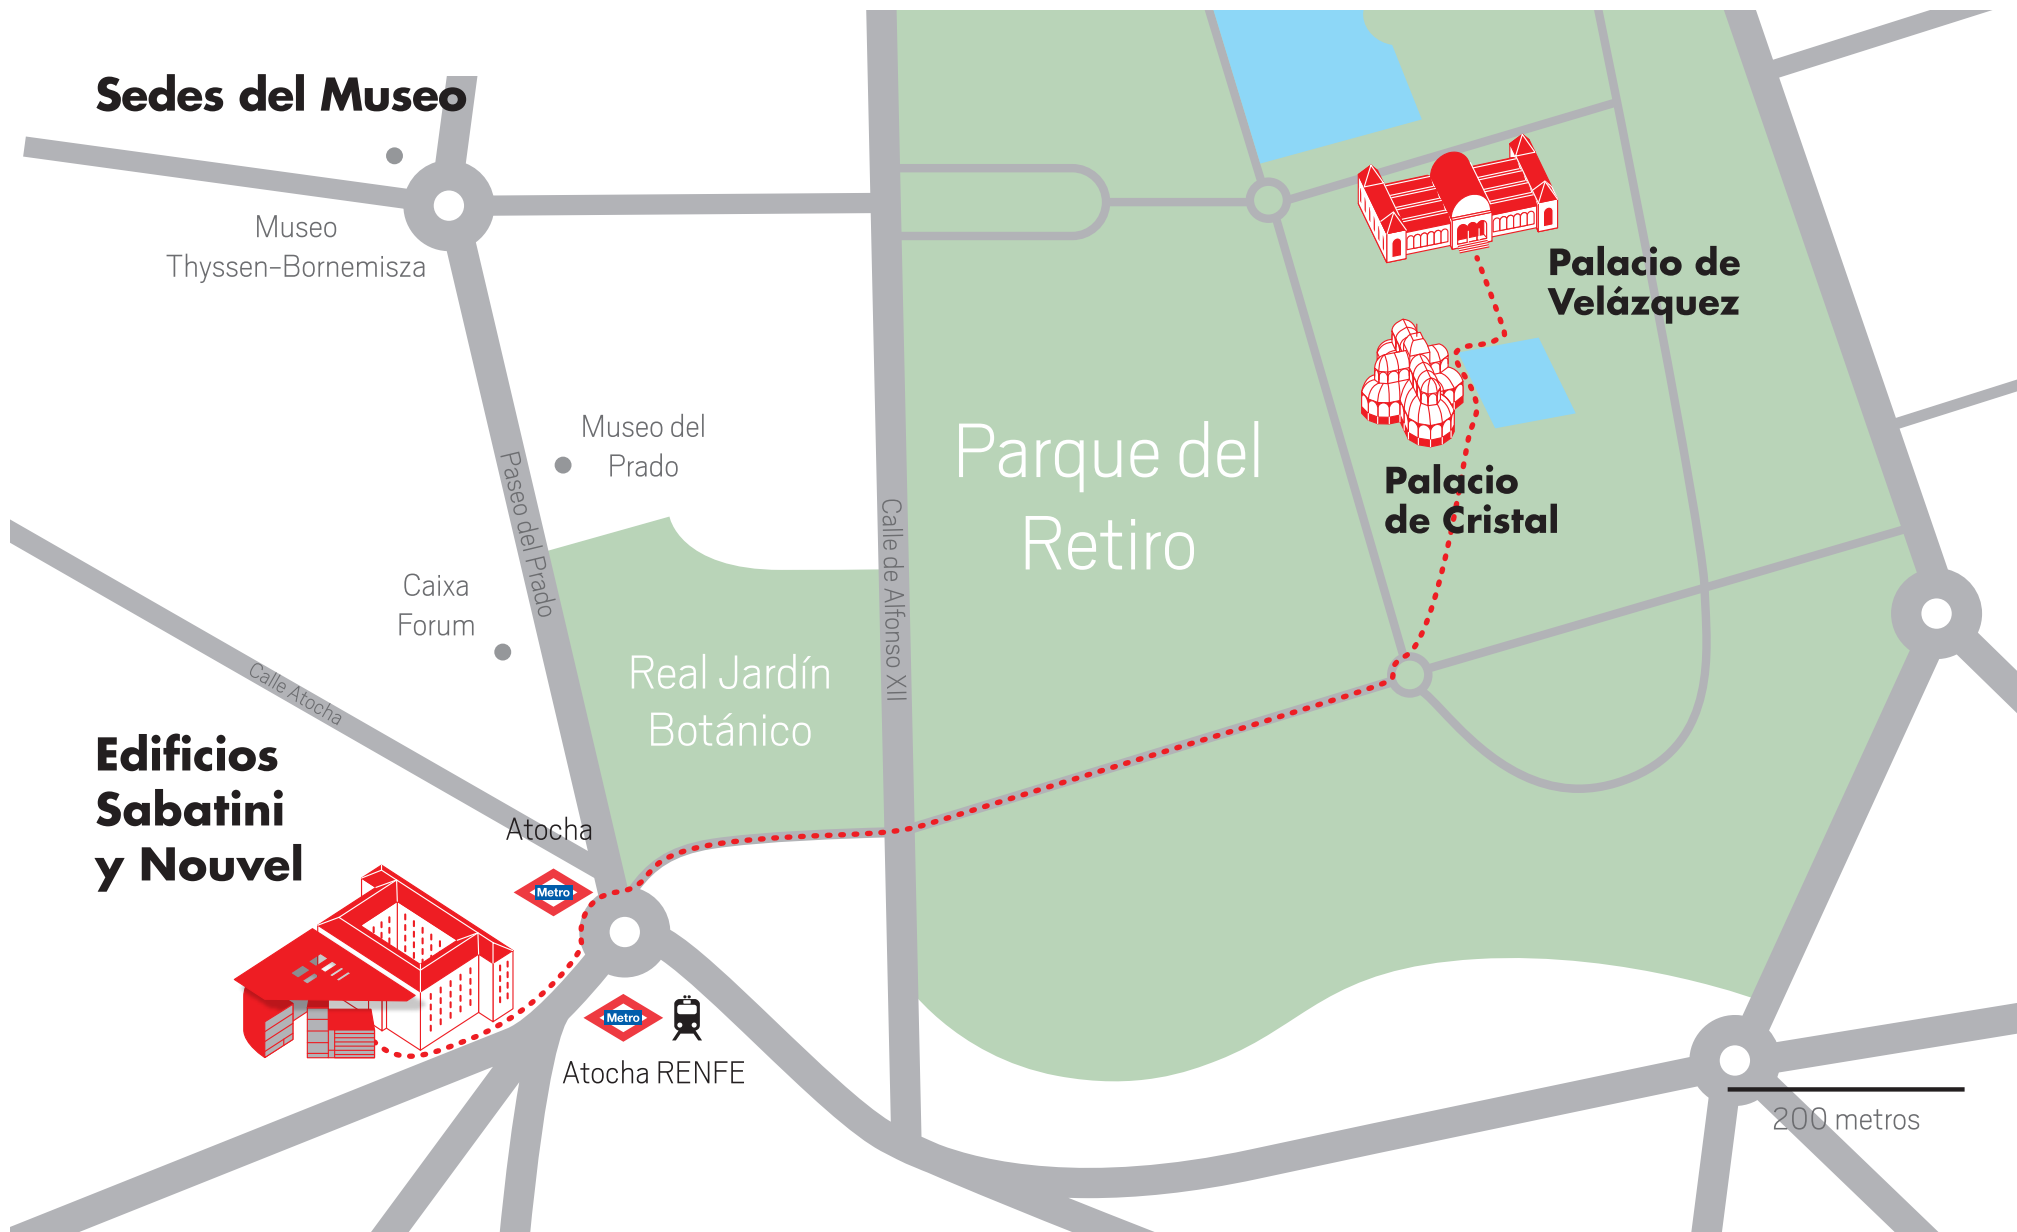 Sedes del Museo
Museo
Thyssen-Bornemisza
Palacio de
Velázquez
Museo del
Prado
Paseo del Prado
Parque del
Retiro
Palacio
de Cristal
Calle de Alfonso XII
Caixa
Forum
Real Jardín
Botánico
Calle Atocha
Edificios
Sabatini
y Nouvel
Atocha
Metro
Metro
Atocha RENFE
200 metros